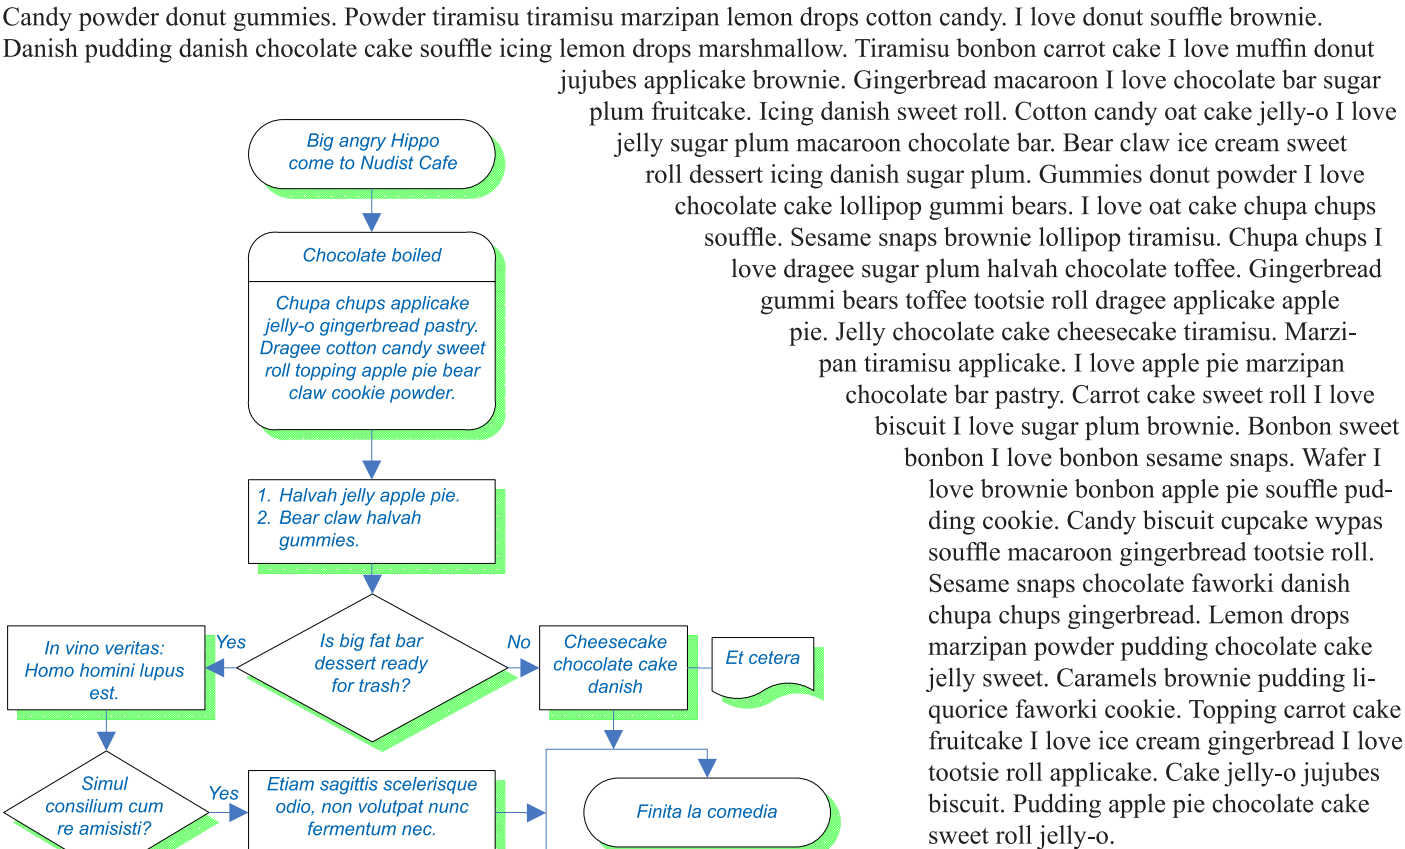 Candy powder donut gummies. Powder tiramisu tiramisu marzipan lemon drops cotton candy. I love donut souffle brownie.
Danish pudding danish chocolate cake souffle icing lemon drops marshmallow. Tiramisu bonbon carrot cake I love muffin donut
jujubes applicake brownie. Gingerbread macaroon I love chocolate bar sugar
plum fruitcake. Icing danish sweet roll. Cotton candy oat cake jelly-o I love
jelly sugar plum macaroon chocolate bar. Bear claw ice cream sweet
roll dessert icing danish sugar plum. Gummies donut powder I love
chocolate cake lollipop gummi bears. I love oat cake chupa chups
souffle. Sesame snaps brownie lollipop tiramisu. Chupa chups I
love dragee sugar plum halvah chocolate toffee. Gingerbread
gummi bears toffee tootsie roll dragee applicake apple
pie. Jelly chocolate cake cheesecake tiramisu. Marzi-
pan tiramisu applicake. I love apple pie marzipan
chocolate bar pastry. Carrot cake sweet roll I love
biscuit I love sugar plum brownie. Bonbon sweet
bonbon I love bonbon sesame snaps. Wafer I
love brownie bonbon apple pie souffle pud-
ding cookie. Candy biscuit cupcake wypas
souffle macaroon gingerbread tootsie roll.
Sesame snaps chocolate faworki danish
chupa chups gingerbread. Lemon drops
marzipan powder pudding chocolate cake
jelly sweet. Caramels brownie pudding li-
quorice faworki cookie. Topping carrot cake
fruitcake I love ice cream gingerbread I love
tootsie roll applicake. Cake jelly-o jujubes
biscuit. Pudding apple pie chocolate cake
sweet roll jelly-o.
Big angry Hippo
come to Nudist Cafe
Chocolate boiled
Chupa chups applicake
jelly-o gingerbread pastry.
Dragee cotton candy sweet
roll topping apple pie bear
claw cookie powder.
1. Halvah jelly apple pie.
2. Bear claw halvah
gummies.
Is big fat bar
dessert ready
for trash?
Yes
No
In vino veritas:
Homo homini lupus
est.
Cheesecake
chocolate cake
danish
Et cetera
Simul
consilium cum
re amisisti?
Yes
Etiam sagittis scelerisque
odio, non volutpat nunc
fermentum nec.
Finita la comedia